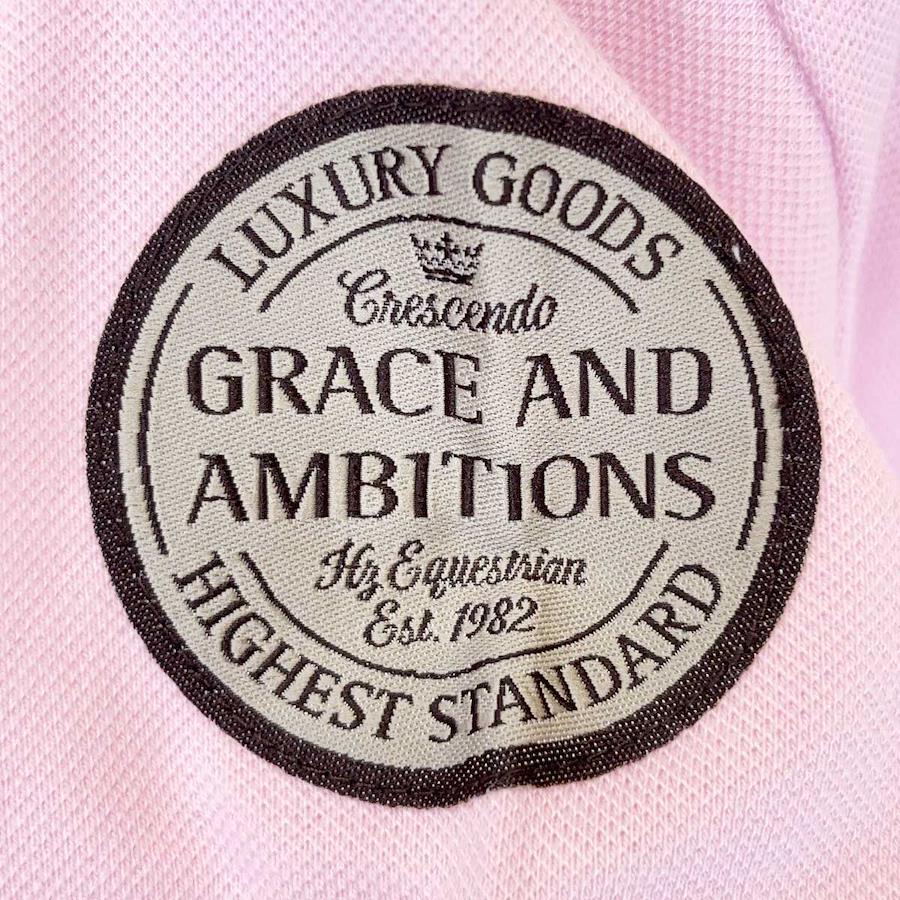 LUXURY GOODS
Crescendo
GRACE AND
AMBITIONS
Hz Equestrian
Est. 1982
HIGHEST STANDARD